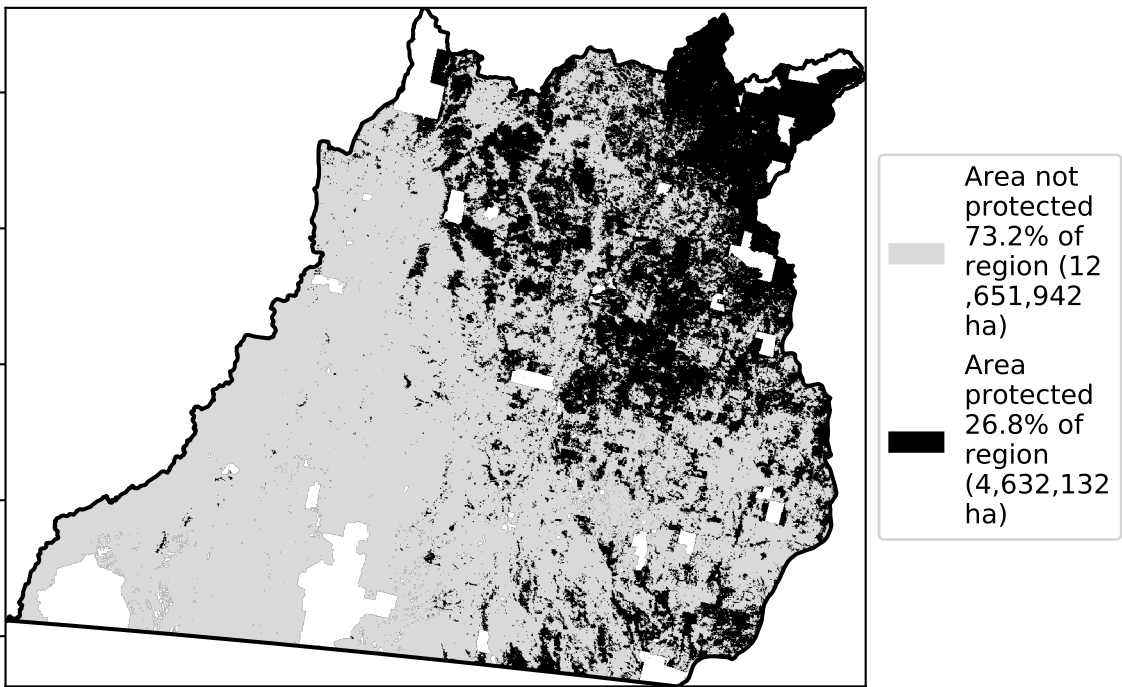 Area not
protected
73.2% of
region (12
,651,942
ha)
Area
protected
26.8% of
region
(4,632,132
ha)